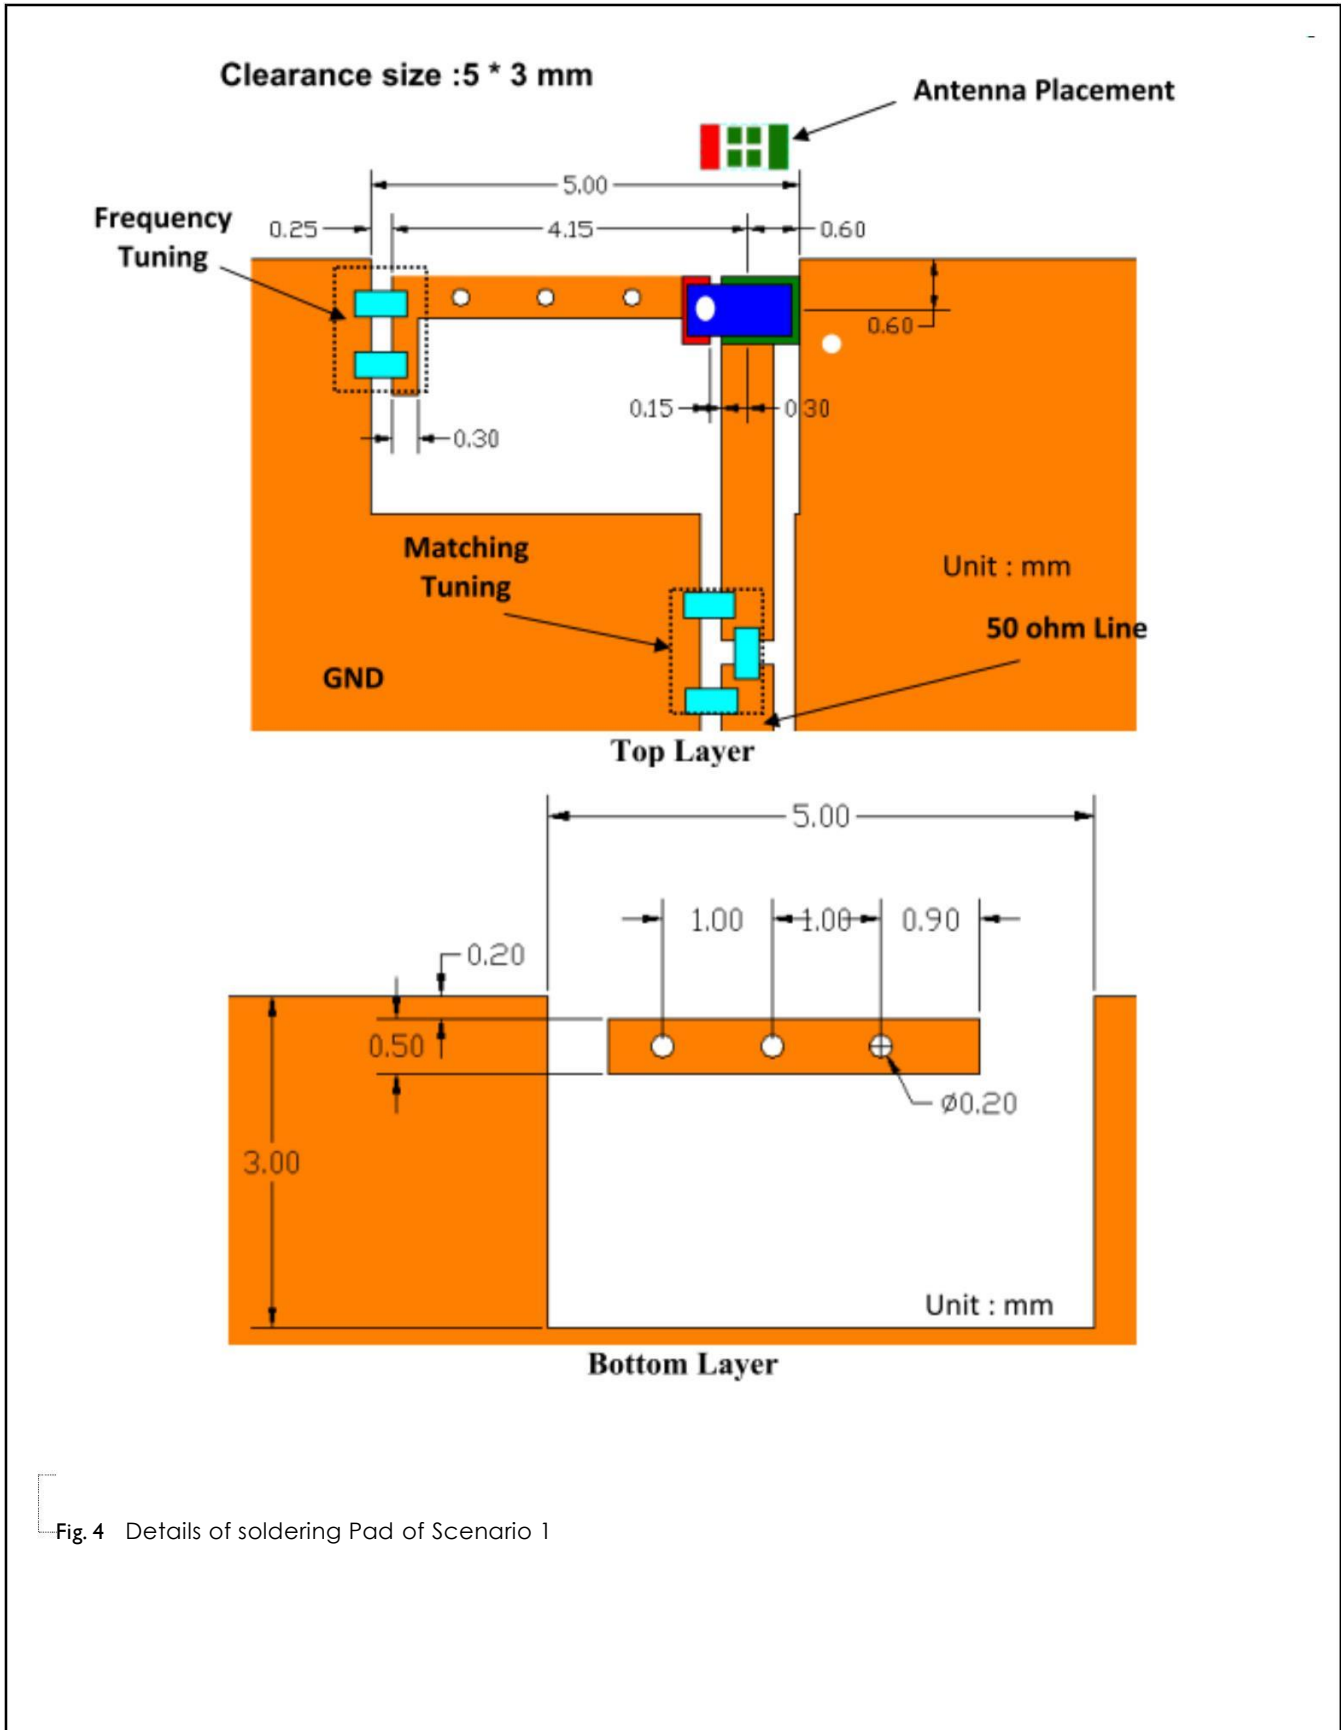 Clearance size :5 * 3 mm
Antenna Placement
5.00
Frequency
Tuning
0.25
4.15
0.60
0.60
0.15
0.30
0.30
Matching
Tuning
Unit : mm
50 ohm Line
GND
Top Layer
5.00
1.00
1.00
0.90
0.20
0.50
Ø0.20
3.00
Unit : mm
Bottom Layer
Fig. 4 Details of soldering Pad of Scenario 1